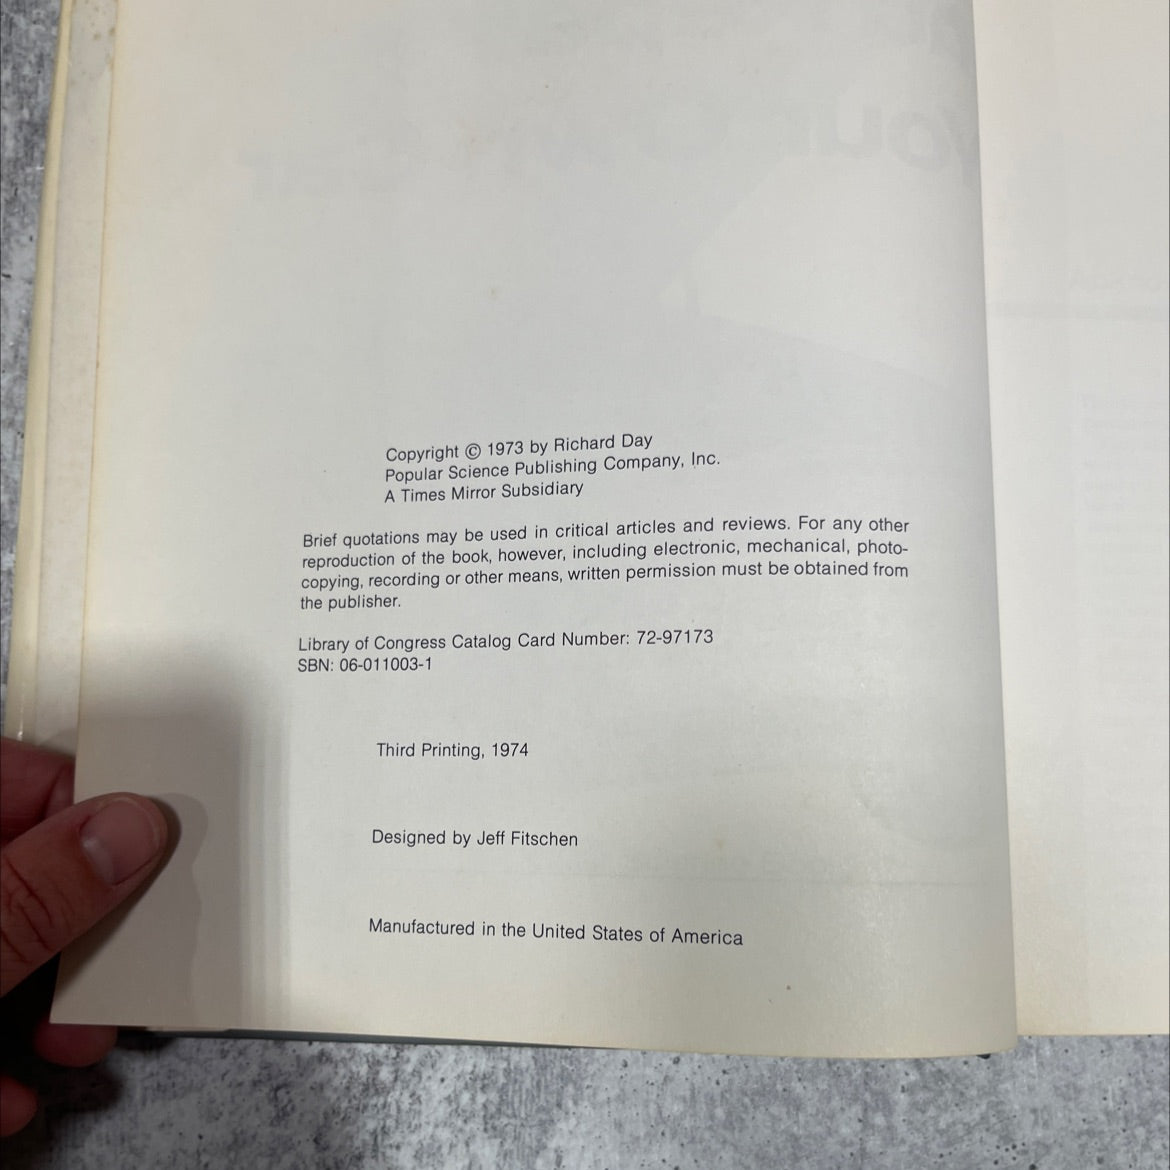 Copyright © 1973 by Richard Day
Popular Science Publishing Company, Inc.
A Times Mirror Subsidiary
Brief quotations may be used in critical articles and reviews. For any other
reproduction of the book, however, including electronic, mechanical, photo-
copying, recording or other means, written permission must be obtained from
the publisher.
Library of Congress Catalog Card Number: 72-97173
SBN: 06-011003-1
Third Printing, 1974
Designed by Jeff Fitschen
Manufactured in the United States of America